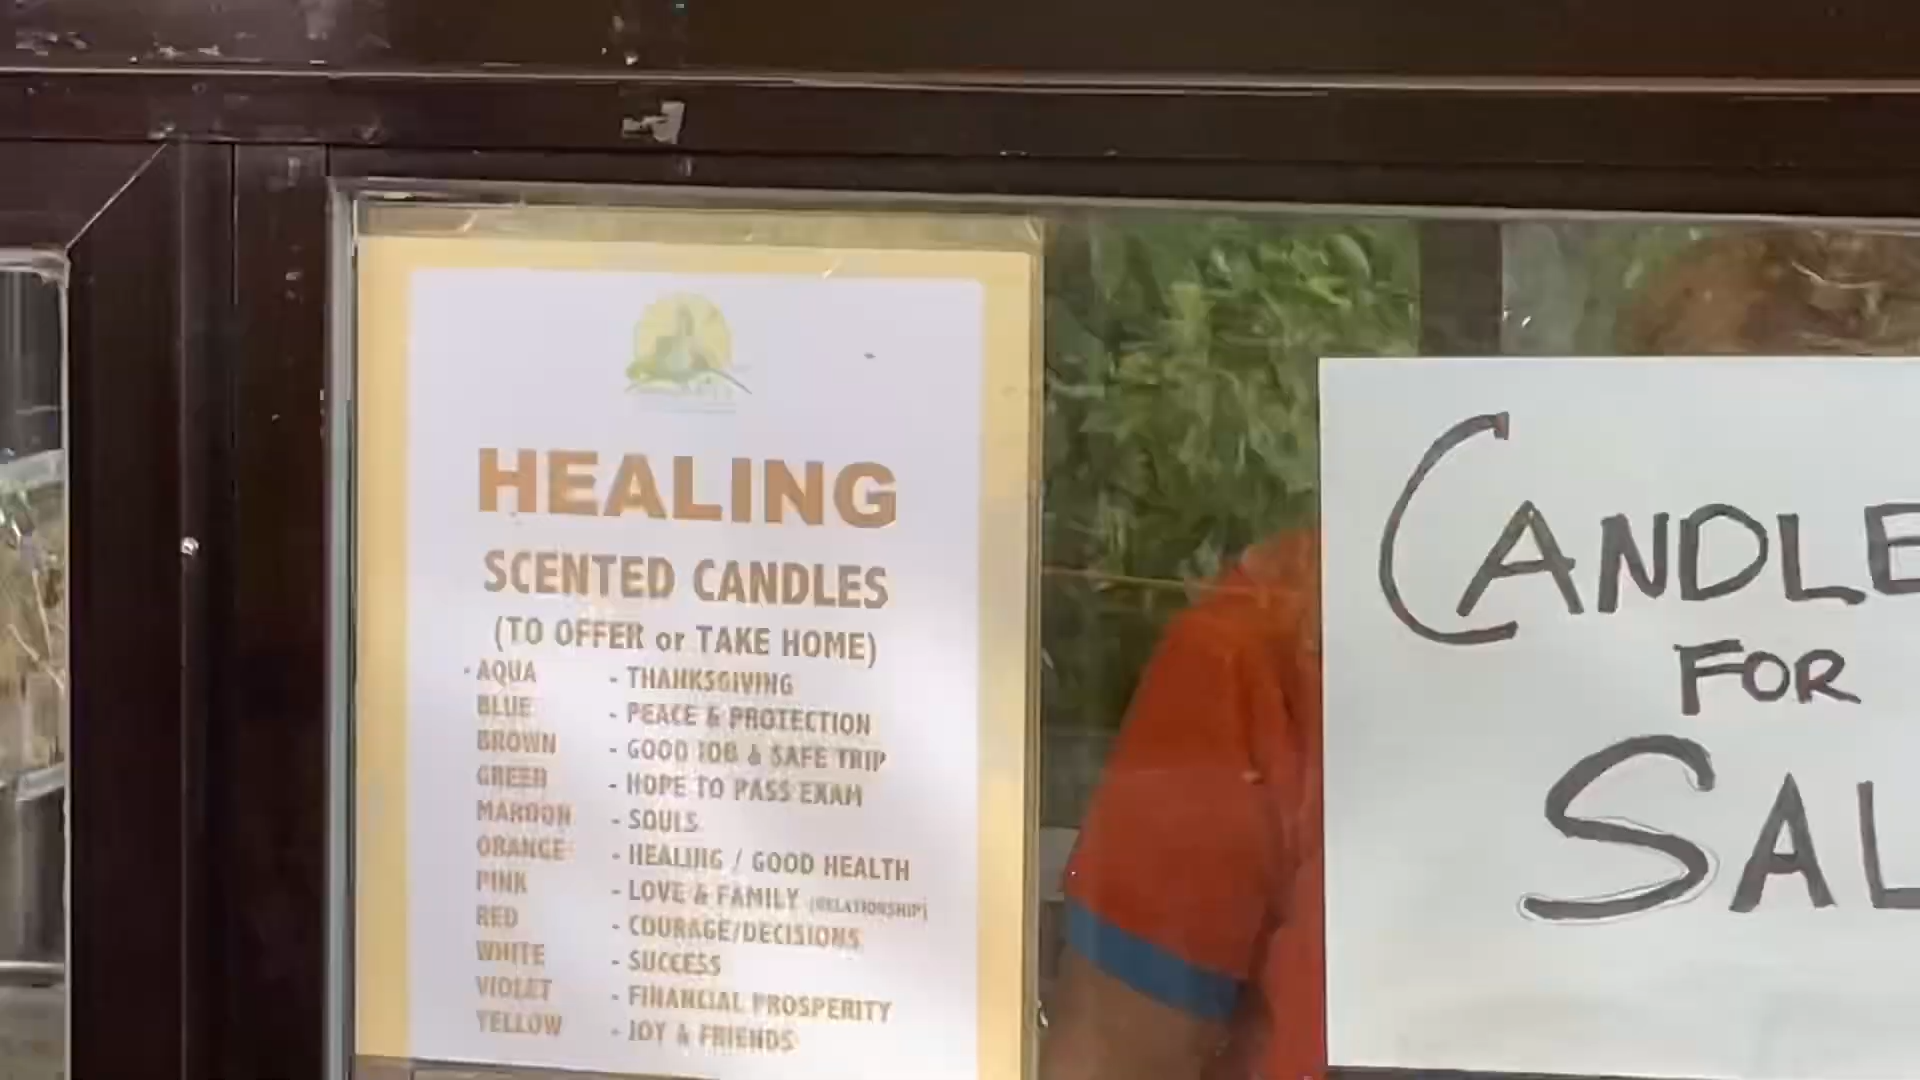 HEALING
SCENTED CANDLES
(TO OFFER or TAKE HOME)
- AQUA - THANKSGIVING
BLUE - PEACE & PROTECTION
BROWN - GOOD JOB & SAFE TRIP
GREEN - HOPE TO PASS EXAM
MAROON - SOULS
ORANGE - HEALING / GOOD HEALTH
PINK - LOVE & FAMILY (RELATIONSHIP)
RED - COURAGE/DECISIONS
WHITE - SUCCESS
VIOLET - FINANCIAL PROSPERITY
YELLOW - JOY & FRIENDS
CANDLE
FOR
SAL